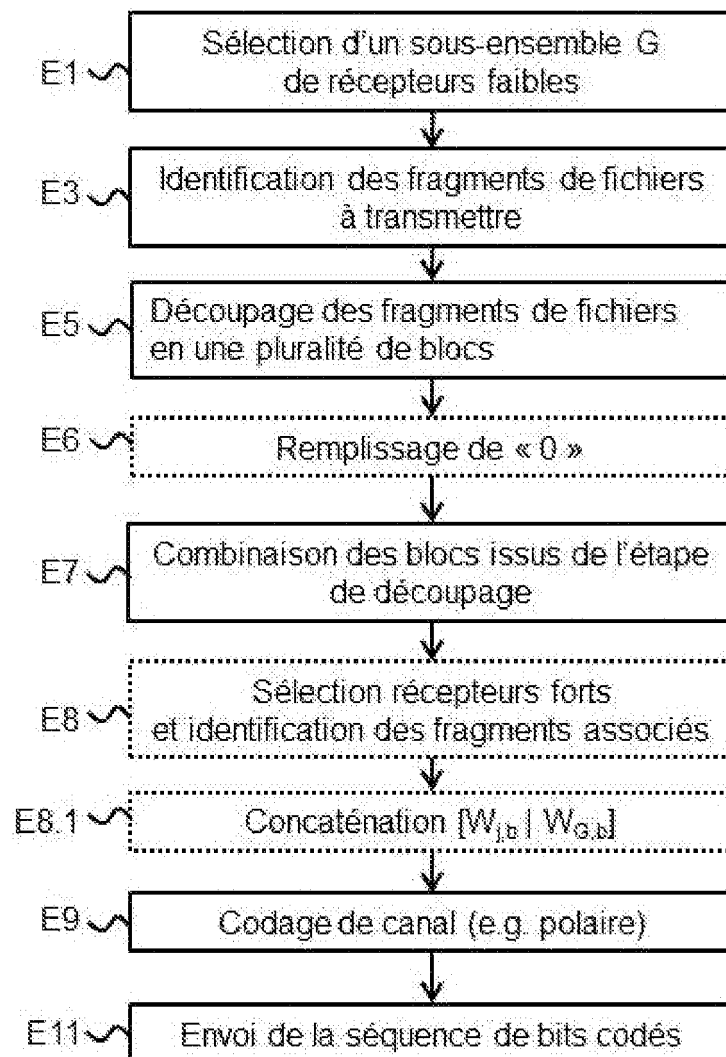 E1
Sélection d'un sous-ensemble G
de récepteurs faibles
E3
Identification des fragments de fichiers
à transmettre
E5
Découpage des fragments de fichiers
en une pluralité de blocs
E6
Remplissage de « 0 »
E7
Combinaison des blocs issus de l'étape
de découpage
E8
Sélection récepteurs forts
et identification des fragments associés
E8.1
Concaténation [W_{j,b} | W_{G,b}]
E9
Codage de canal (e.g. polaire)
E11
Envoi de la séquence de bits codés